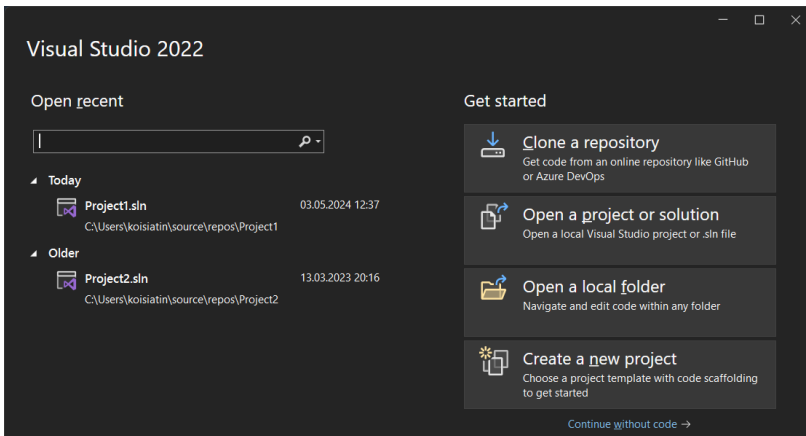 Visual Studio 2022
Open recent
Today
Project1.sln 03.05.2024 12:37
C:\Users\koisiatin\source\repos\Project1
Older
Project2.sln 13.03.2023 20:16
C:\Users\koisiatin\source\repos\Project2
Get started
Clone a repository
Get code from an online repository like GitHub
or Azure DevOps
Open a project or solution
Open a local Visual Studio project or .sln file
Open a local folder
Navigate and edit code within any folder
Create a new project
Choose a project template with code scaffolding
to get started
Continue without code →